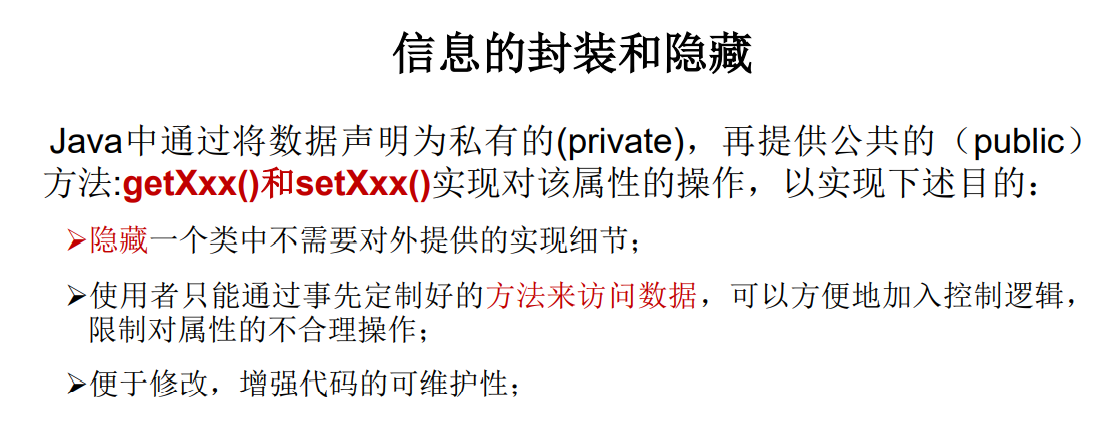 信息的封装和隐藏
Java中通过将数据声明为私有的(private)，再提供公共的（public）
方法:getXxx()和setXxx()实现对该属性的操作，以实现下述目的：
➢隐藏一个类中不需要对外提供的实现细节；
➢使用者只能通过事先定制好的方法来访问数据，可以方便地加入控制逻辑，
限制对属性的不合理操作；
➢便于修改，增强代码的可维护性；